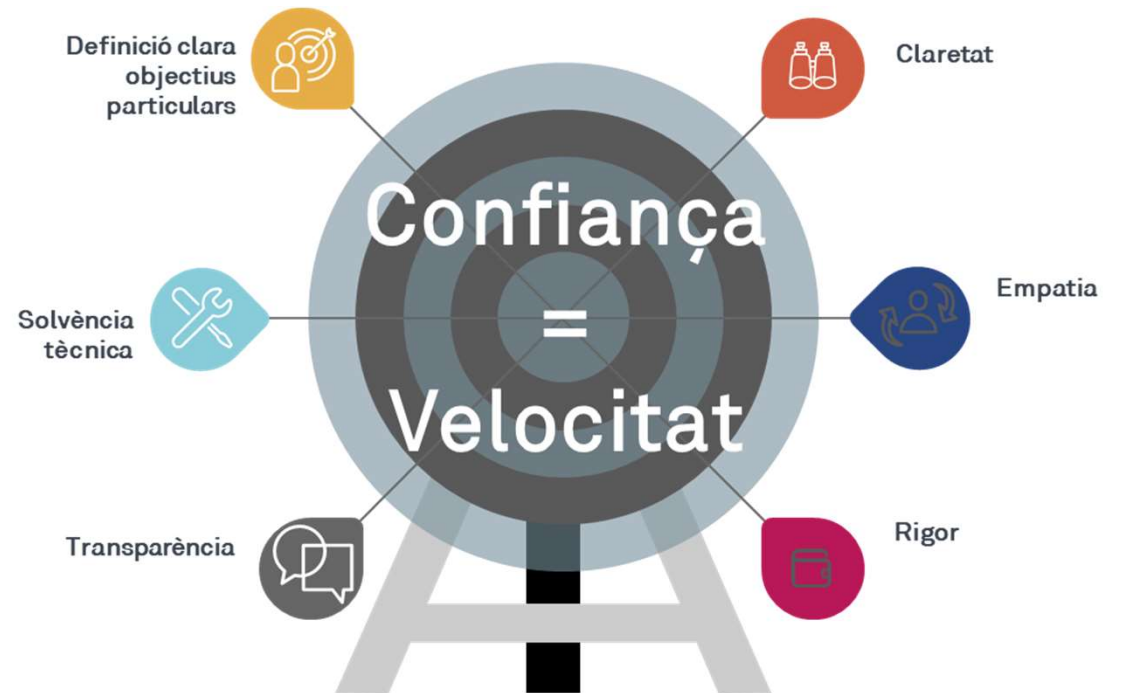 Definició clara
objectius
particulars
Claretat
Confiança
=
Velocitat
Solvència
tècnica
Empatia
Transparència
Rigor